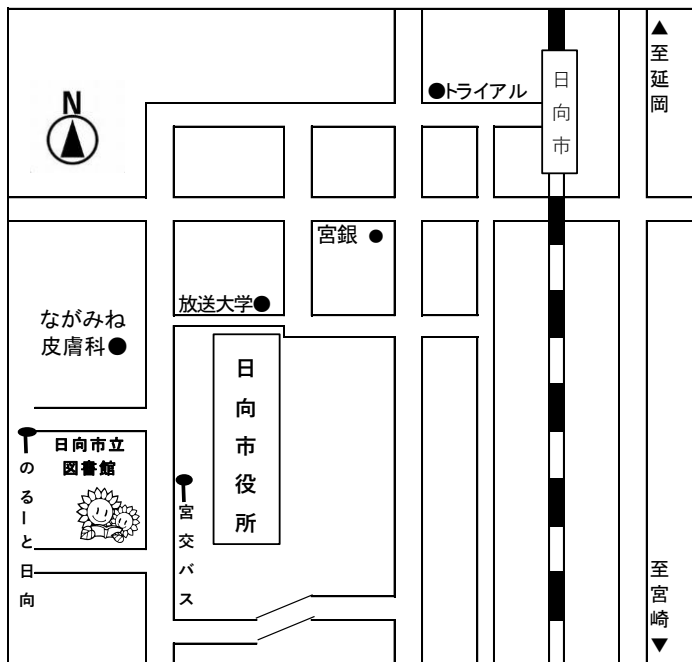 N
▲至延岡
●トライアル
日向市
宮銀 ●
放送大学●
ながみね
皮膚科●
日向市役所
日向市立
図書館
のるーと日向
宮交バス
至宮崎▼